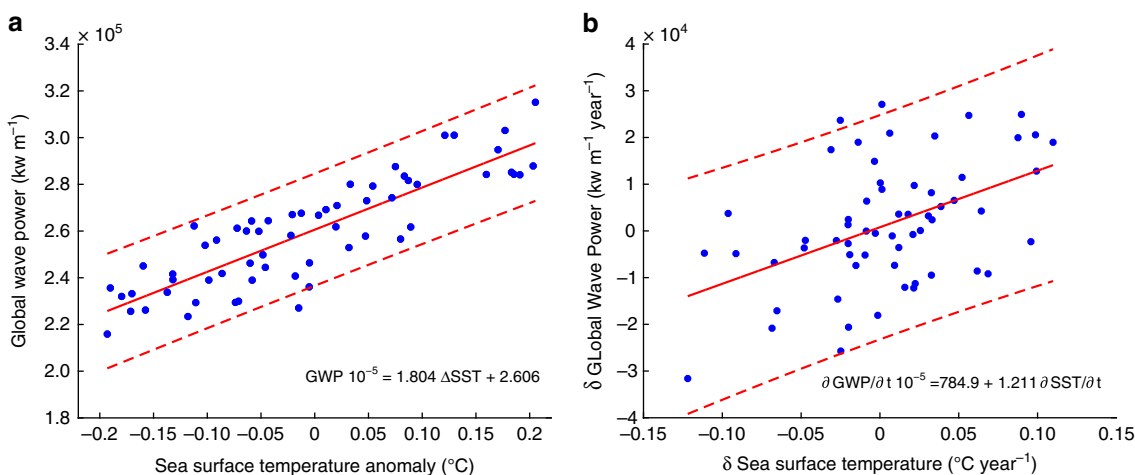 a
× 10⁵
3.4
3.2
3.0
2.8
2.6
2.4
2.2
2.0
1.8
Global wave power (kw m⁻¹)
GWP 10⁻⁵ = 1.804 ΔSST + 2.606
−0.2 −0.15 −0.10 −0.05 0 0.05 0.10 0.15 0.2
Sea surface temperature anomaly (°C)
b
× 10⁴
4
3
2
1
0
−1
−2
−3
−4
δ GLobal Wave Power (kw m⁻¹ year⁻¹)
∂ GWP/∂ t 10⁻⁵ =784.9 + 1.211 ∂ SST/∂ t
−0.15 −0.10 −0.05 0 0.05 0.10 0.15
δ Sea surface temperature (°C year⁻¹)